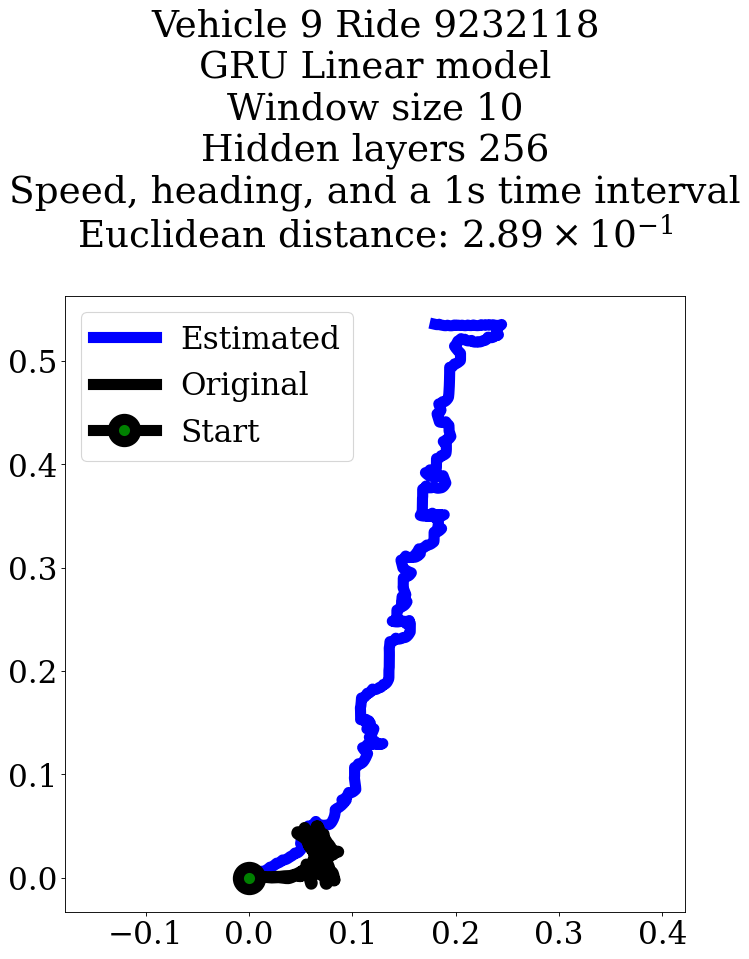 Vehicle 9 Ride 9232118
GRU Linear model
Window size 10
Hidden layers 256
Speed, heading, and a 1s time interval
Euclidean distance: 2.89 × 10⁻¹
Estimated
Original
Start
0.5
0.4
0.3
0.2
0.1
0.0
−0.1 0.0 0.1 0.2 0.3 0.4